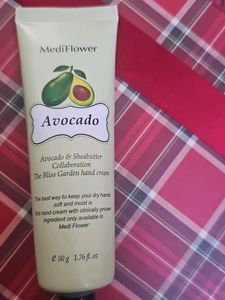 MediFlower
Avocado
Avocado & Sheabutter
Collaboration
The Bliss Garden hand cream
The best way to keep your dry hands
soft and moist is
this hand cream with clinically proven
ingredient only available in
Medi Flower
℮ 50 g 1.76 fl. oz